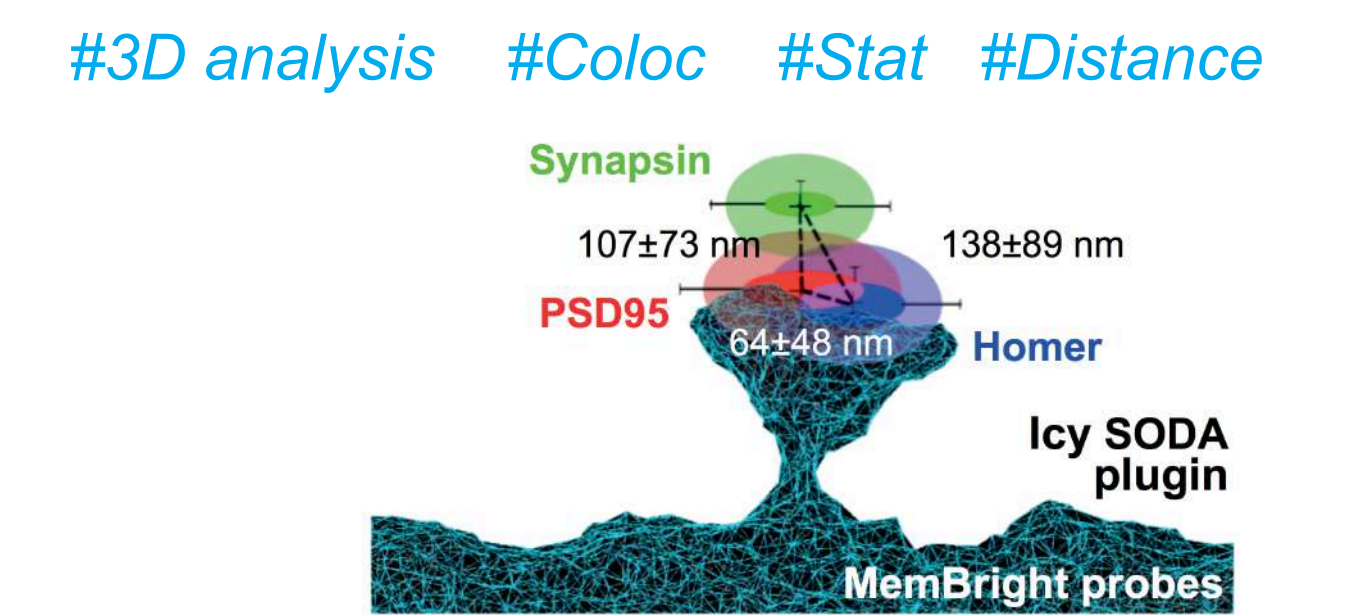 #3D analysis #Coloc #Stat #Distance
Synapsin
107±73 nm
138±89 nm
PSD95
64±48 nm
Homer
Icy SODA
plugin
MemBright probes